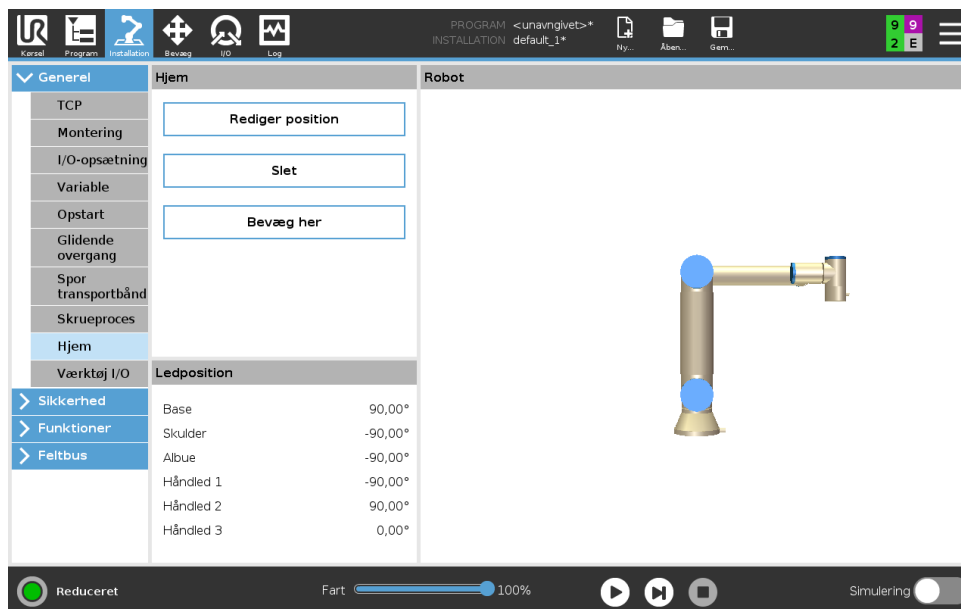 UR
Kørsel
Program
Installation
Bevæg
I/O
Log
PROGRAM <unavngivet>*
INSTALLATION default_1*
Ny...
Åben...
Gem...
9 9
2 E
Generel
TCP
Montering
I/O-opsætning
Variable
Opstart
Glidende
overgang
Spor
transportbånd
Skrueproces
Hjem
Værktøj I/O
Sikkerhed
Funktioner
Feltbus
Hjem
Rediger position
Slet
Bevæg her
Ledposition
Base 90,00°
Skulder -90,00°
Albue -90,00°
Håndled 1 -90,00°
Håndled 2 90,00°
Håndled 3 0,00°
Robot
Reduceret
Fart 100%
Simulering